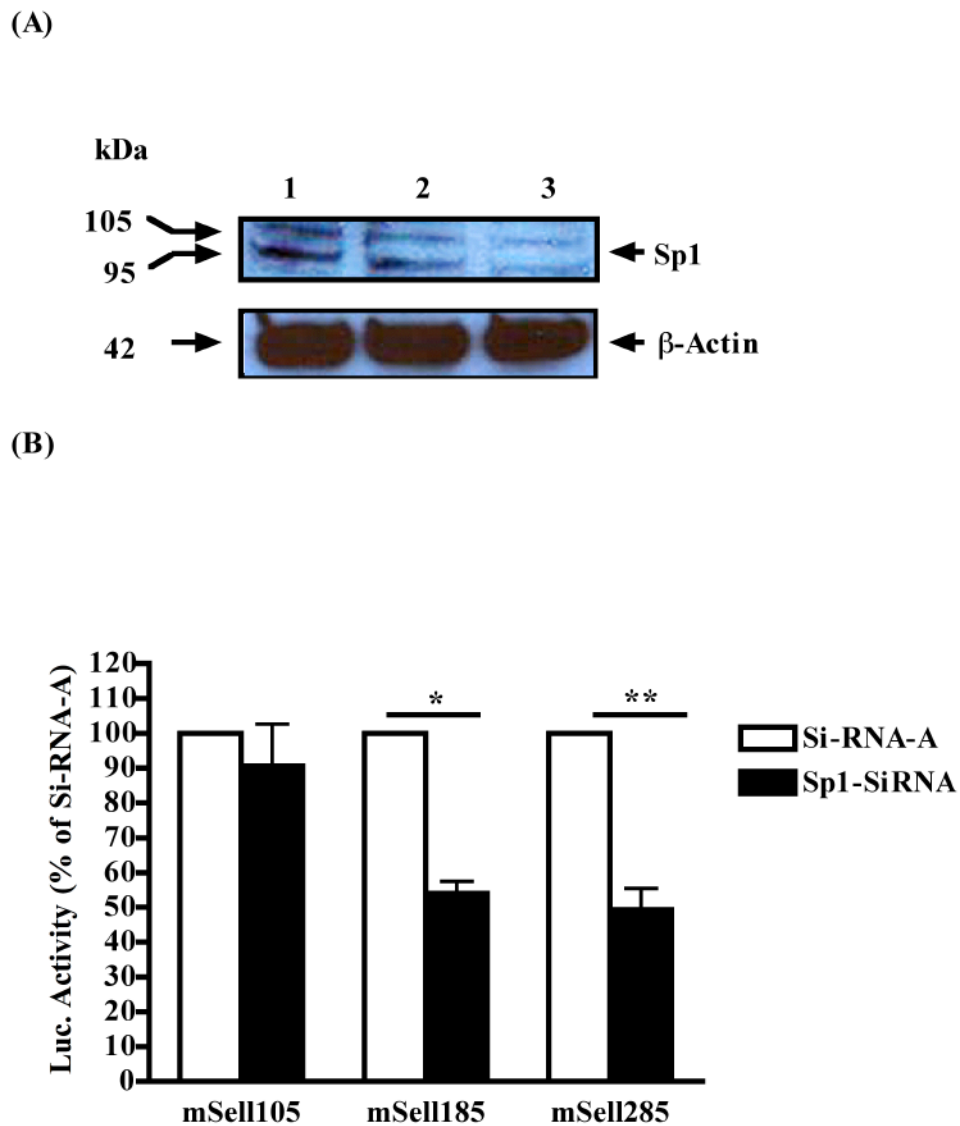 (A)
kDa
1 2 3
105
95
Sp1
42
β-Actin
(B)
Luc. Activity (% of Si-RNA-A)
120
110
100
90
80
70
60
50
40
30
20
10
0
*
**
Si-RNA-A
Sp1-SiRNA
mSell105 mSell185 mSell285